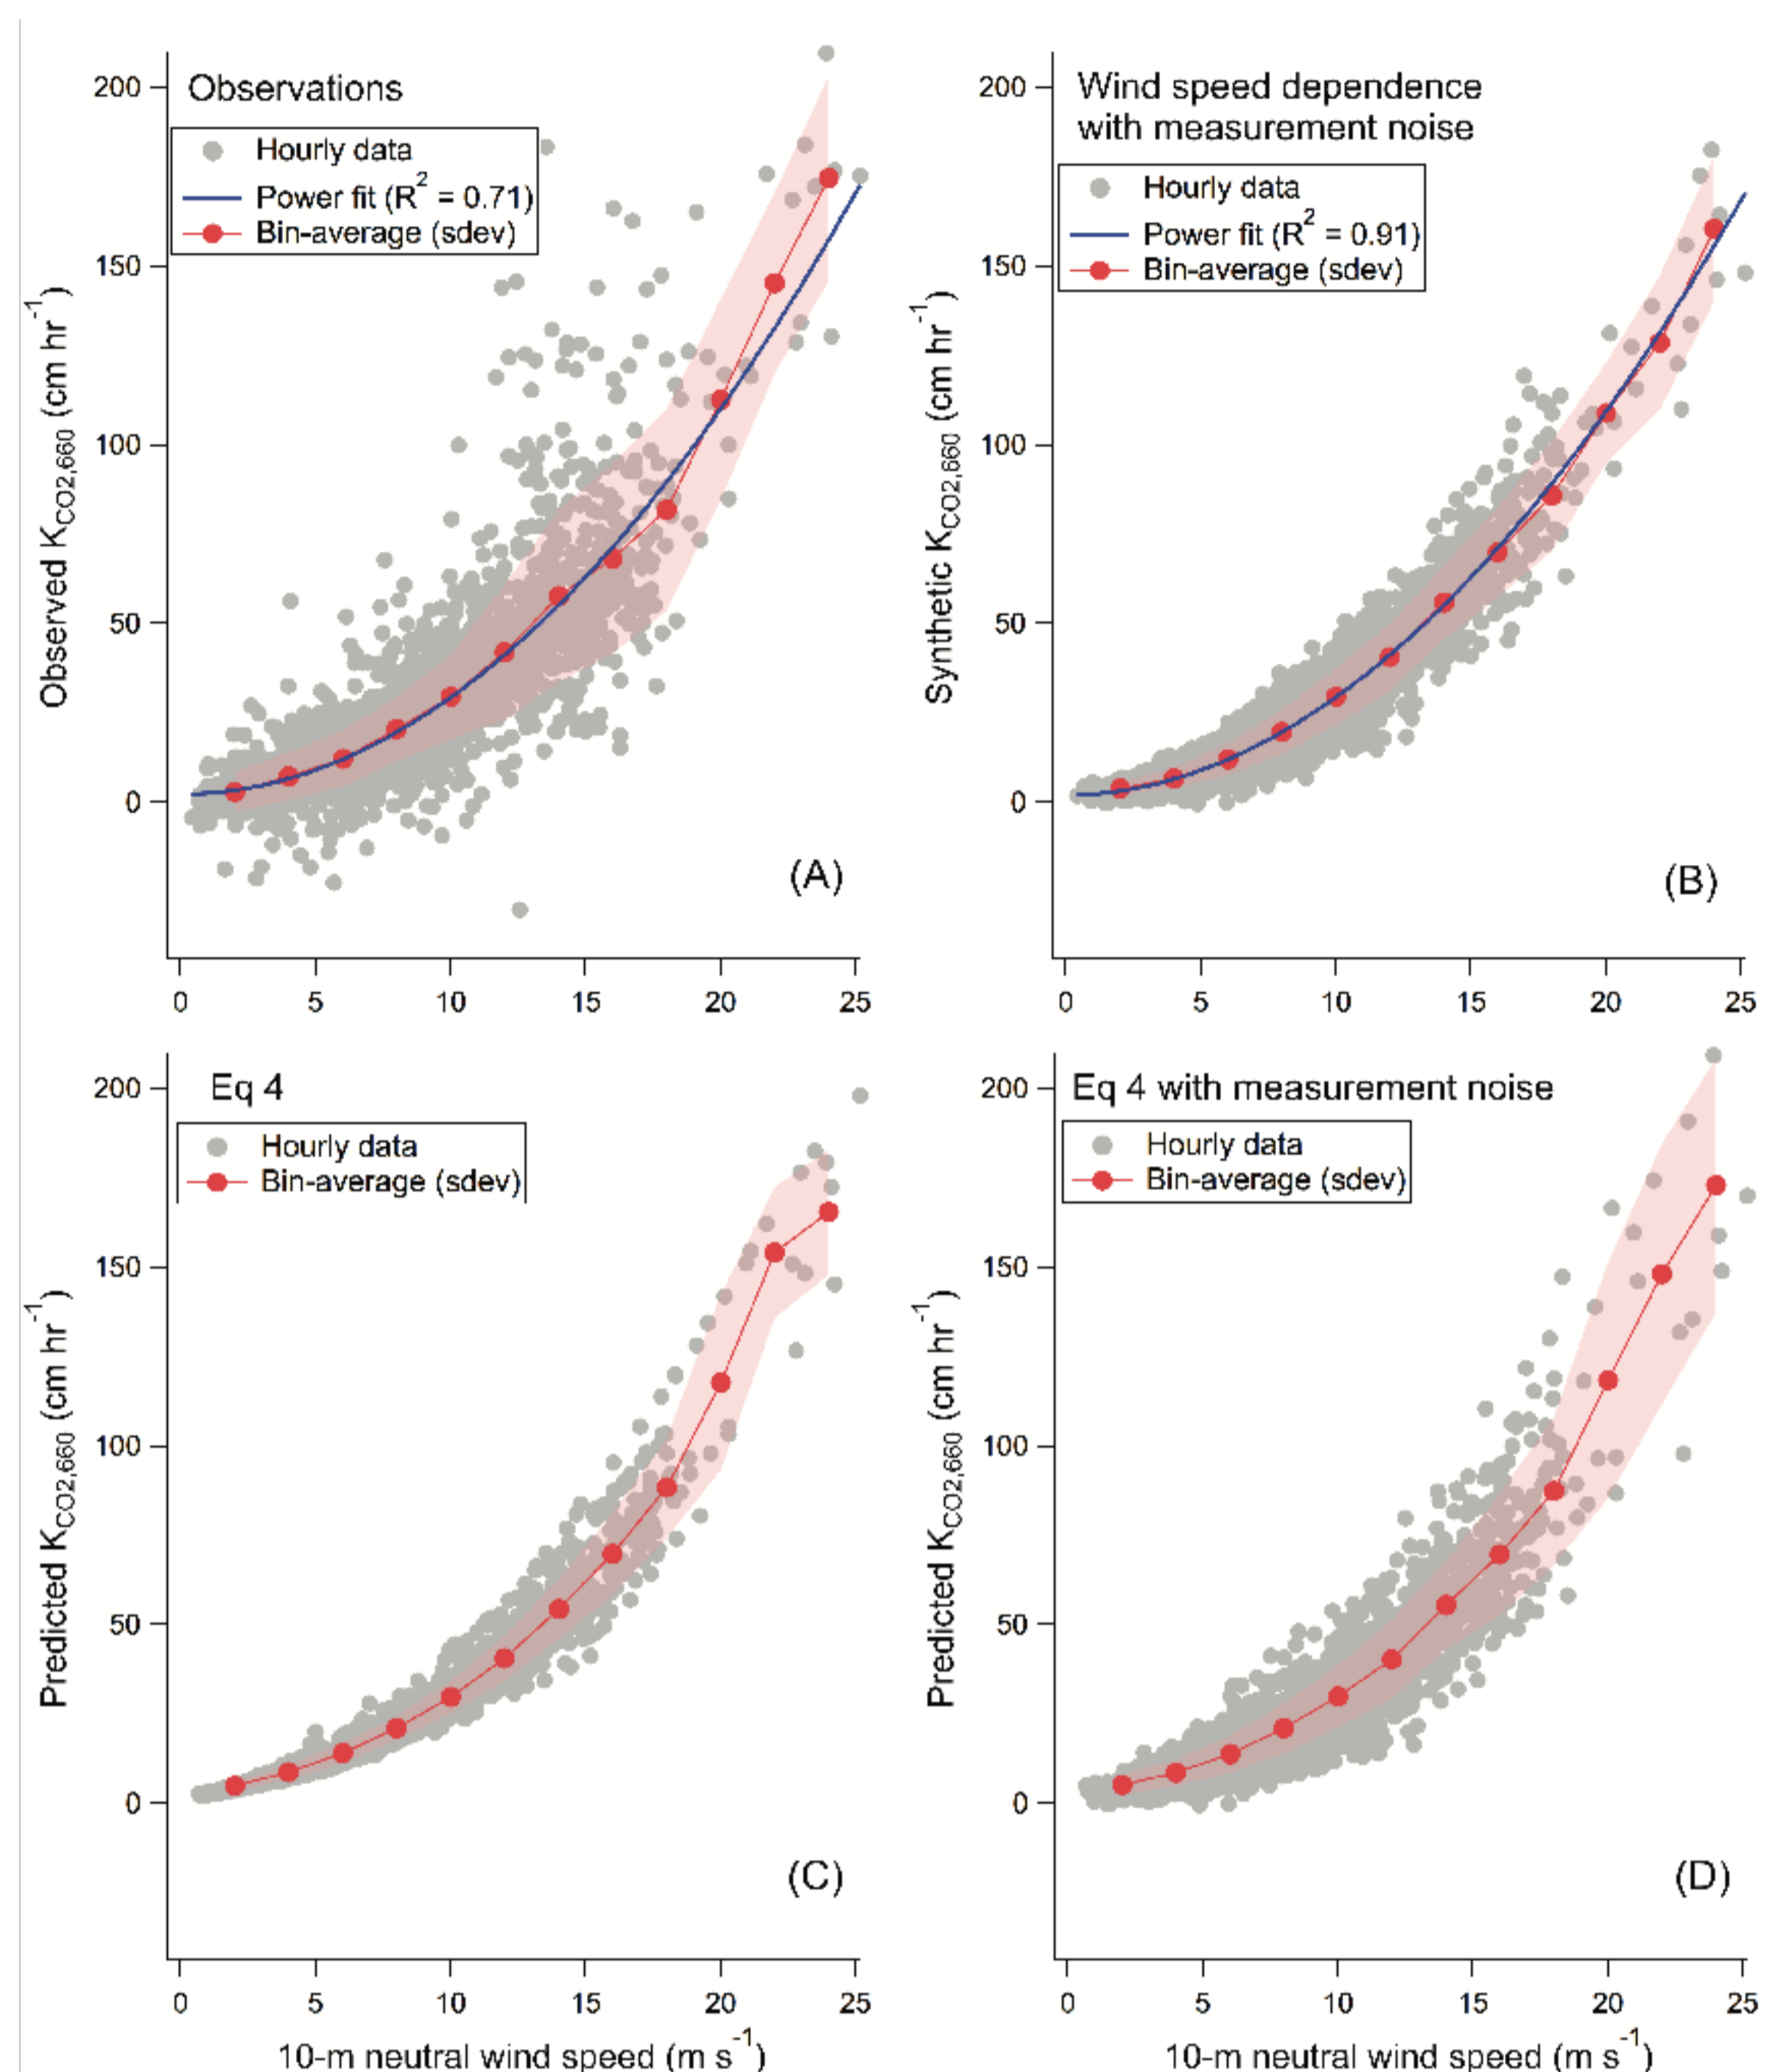 Observations
Hourly data
Power fit (R² = 0.71)
Bin-average (sdev)
Observed K_CO2,660 (cm hr⁻¹)
200
150
100
50
0
0 5 10 15 20 25
(A)
Wind speed dependence
with measurement noise
Hourly data
Power fit (R² = 0.91)
Bin-average (sdev)
Synthetic K_CO2,660 (cm hr⁻¹)
200
150
100
50
0
0 5 10 15 20 25
(B)
Eq 4
Hourly data
Bin-average (sdev)
Predicted K_CO2,660 (cm hr⁻¹)
200
150
100
50
0
0 5 10 15 20 25
10-m neutral wind speed (m s⁻¹)
(C)
Eq 4 with measurement noise
Hourly data
Bin-average (sdev)
Predicted K_CO2,660 (cm hr⁻¹)
200
150
100
50
0
0 5 10 15 20 25
10-m neutral wind speed (m s⁻¹)
(D)